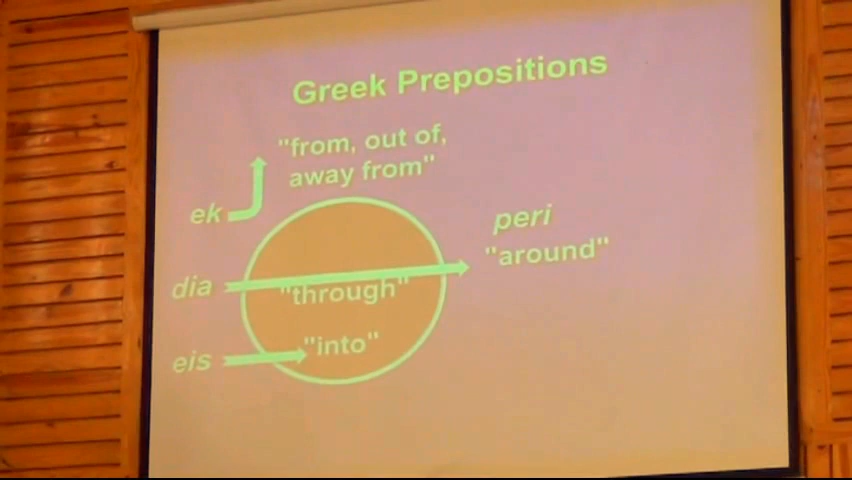 Greek Prepositions
"from, out of,
away from"
ek
peri
"around"
dia
"through"
eis
"into"